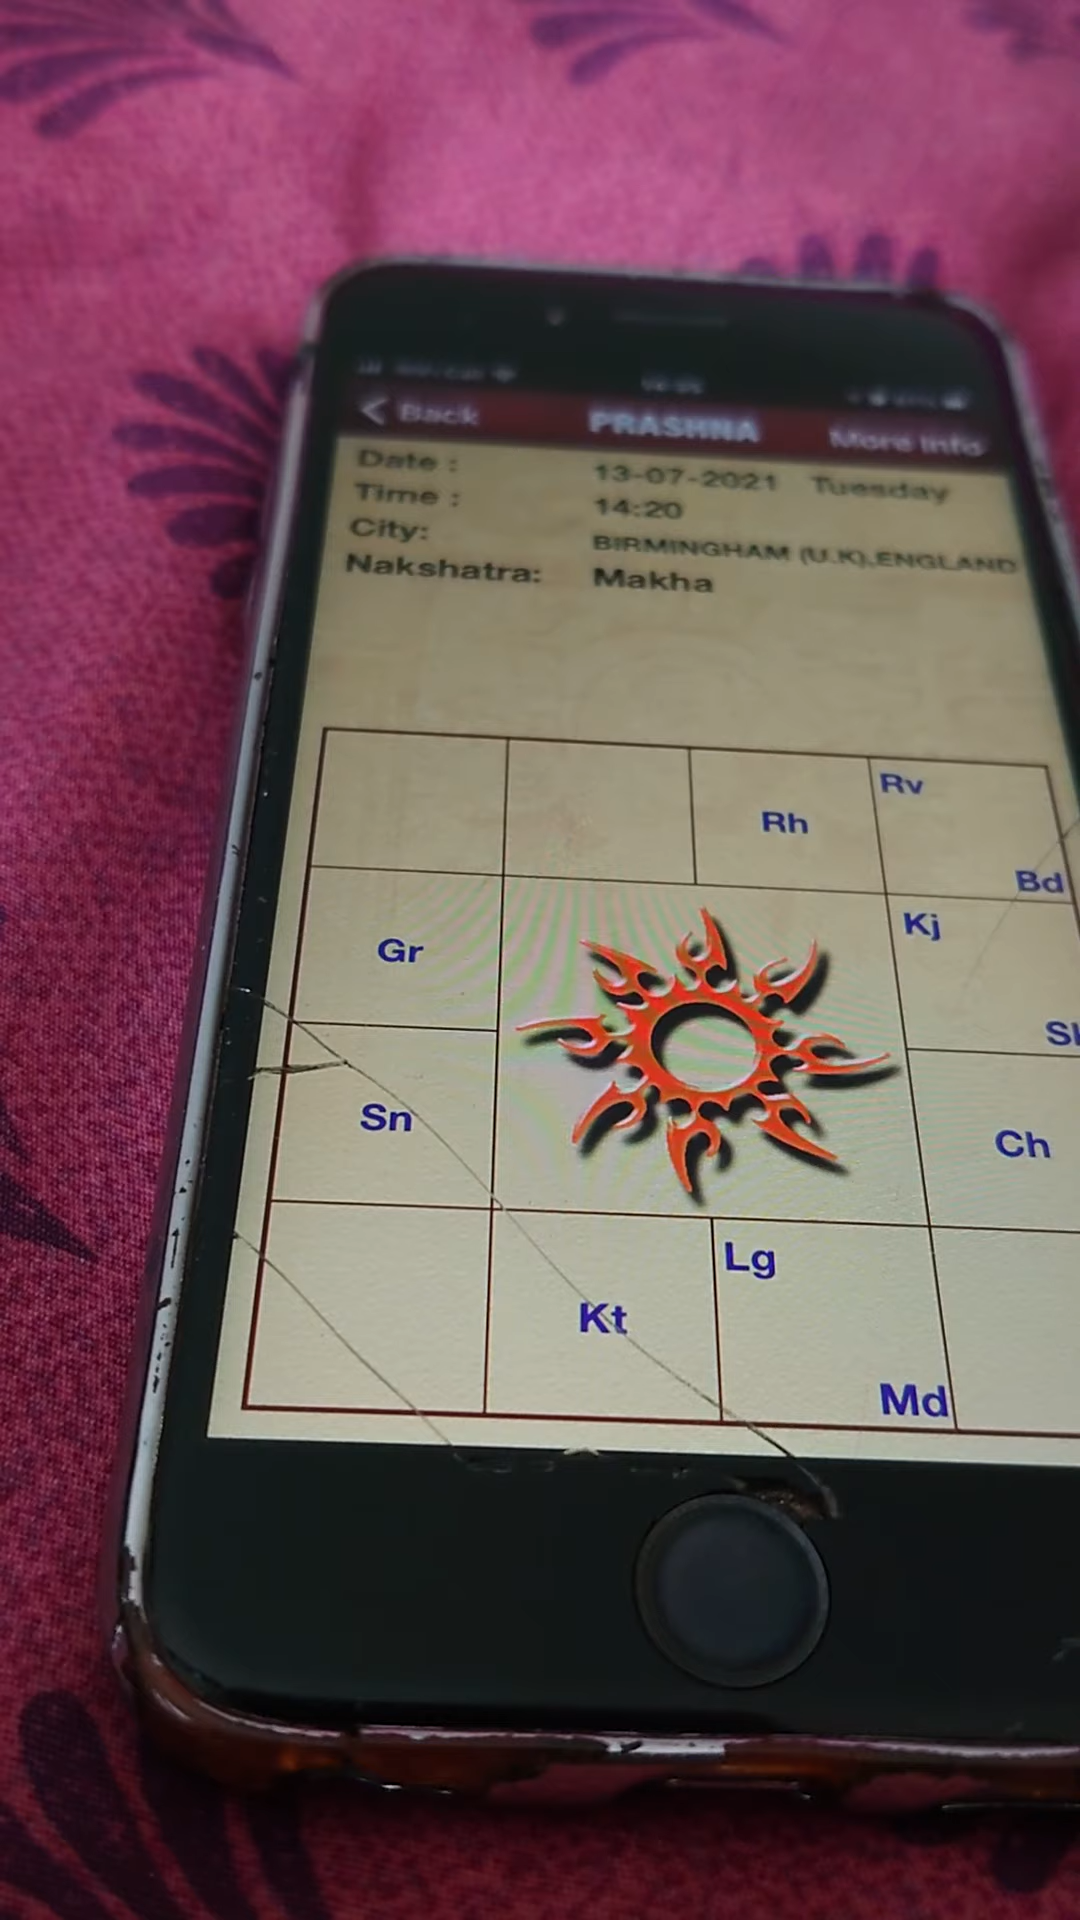 Back PRASHNA More Info
Date : 13-07-2021 Tuesday
Time : 14:20
City: BIRMINGHAM (U.K),ENGLAND
Nakshatra: Makha
Rh
Rv
Bd
Gr
Kj
Sn
Ch
Kt
Lg
Md